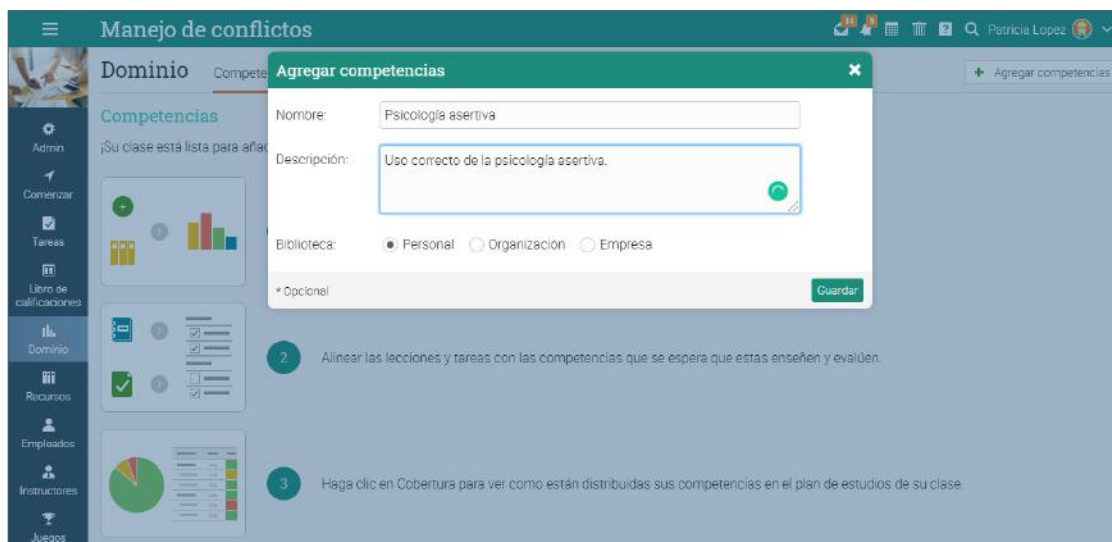 Manejo de conflictos
Patricia Lopez
Dominio
Compete
Agregar competencias
Agregar competencias
Competencias
¡Su clase está lista para añad
Nombre:
Psicología asertiva
Descripción:
Uso correcto de la psicología asertiva.
Biblioteca:
Personal
Organización
Empresa
* Opcional
Guardar
Admin
Comenzar
Tareas
Libro de
calificaciones
Dominio
Recursos
Empleados
Instructores
Juegos
2
Alinear las lecciones y tareas con las competencias que se espera que estas enseñen y evalúen.
3
Haga clic en Cobertura para ver como están distribuidas sus competencias en el plan de estudios de su clase.